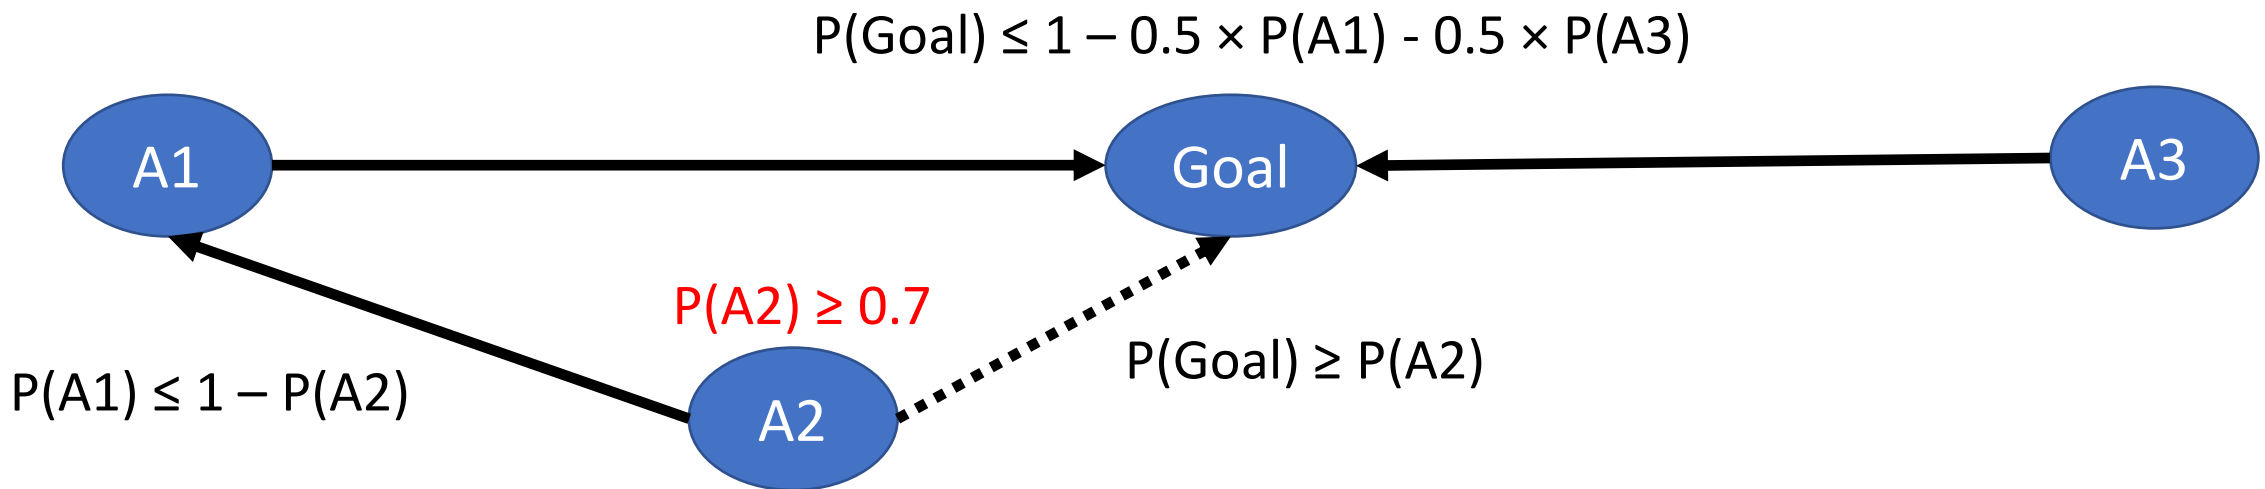 P(Goal) ≤ 1 – 0.5 × P(A1) - 0.5 × P(A3)
A1
Goal
A3
P(A2) ≥ 0.7
P(Goal) ≥ P(A2)
P(A1) ≤ 1 – P(A2)
A2